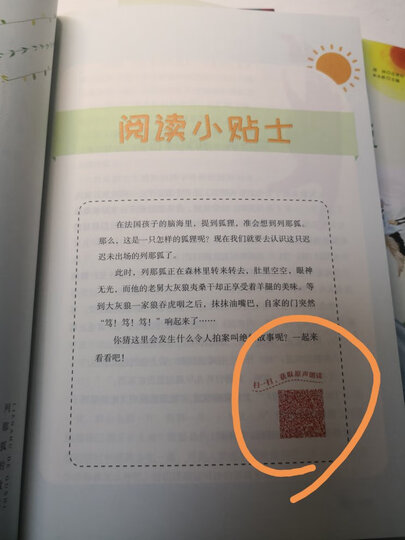 阅读小贴士
在法国孩子的脑海里，提到狐狸，准会想到列那狐。
那么，这是一只怎样的狐狸呢？现在我们就要去认识这只迟
迟未出场的列那狐了。
此时，列那狐正在森林里转来转去，肚里空空，眼神
无光，而他的老舅大灰狼夷桑干却正享受着羊腿的美味。等
到大灰狼一家狼吞虎咽之后，抹抹油嘴巴，自家的门突然
“笃！笃！笃！”响起来了……
你猜这里会发生什么令人拍案叫绝的故事呢？一起来
看看吧！
扫一扫，获取原声朗读
列那狐的